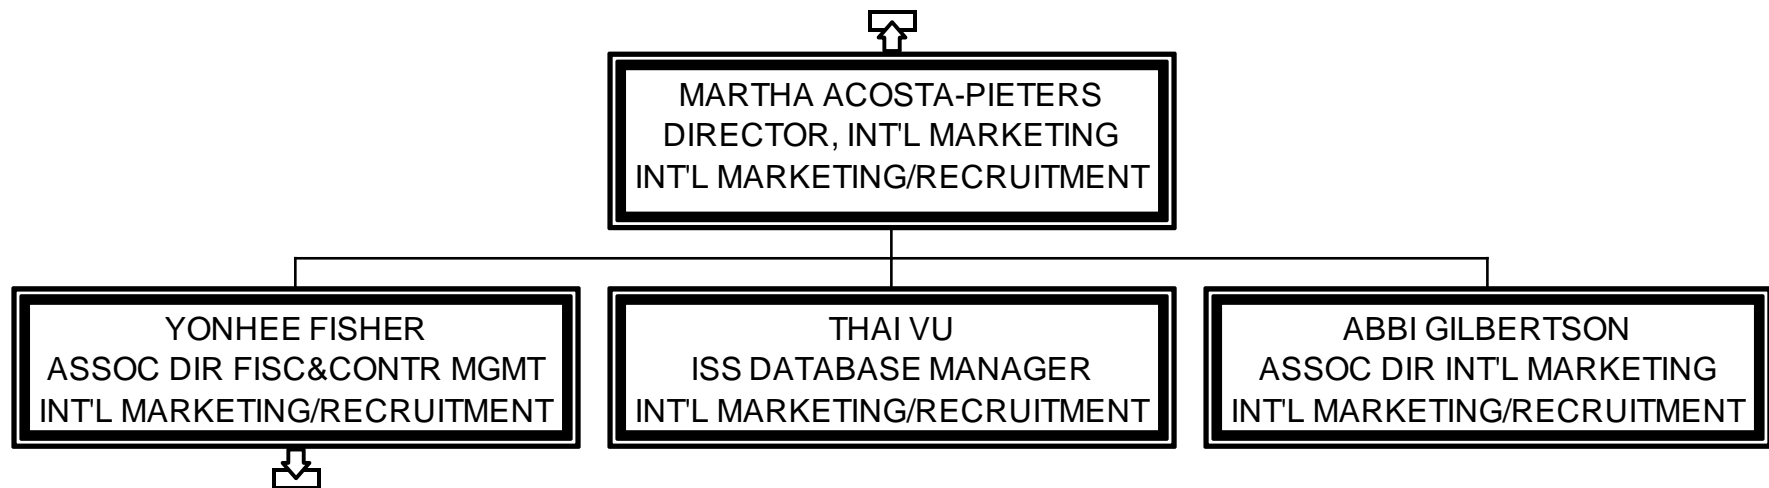 MARTHA ACOSTA-PIETERS
DIRECTOR, INT'L MARKETING
INT'L MARKETING/RECRUITMENT
YONHEE FISHER
ASSOC DIR FISC&CONTR MGMT
INT'L MARKETING/RECRUITMENT
THAI VU
ISS DATABASE MANAGER
INT'L MARKETING/RECRUITMENT
ABBI GILBERTSON
ASSOC DIR INT'L MARKETING
INT'L MARKETING/RECRUITMENT